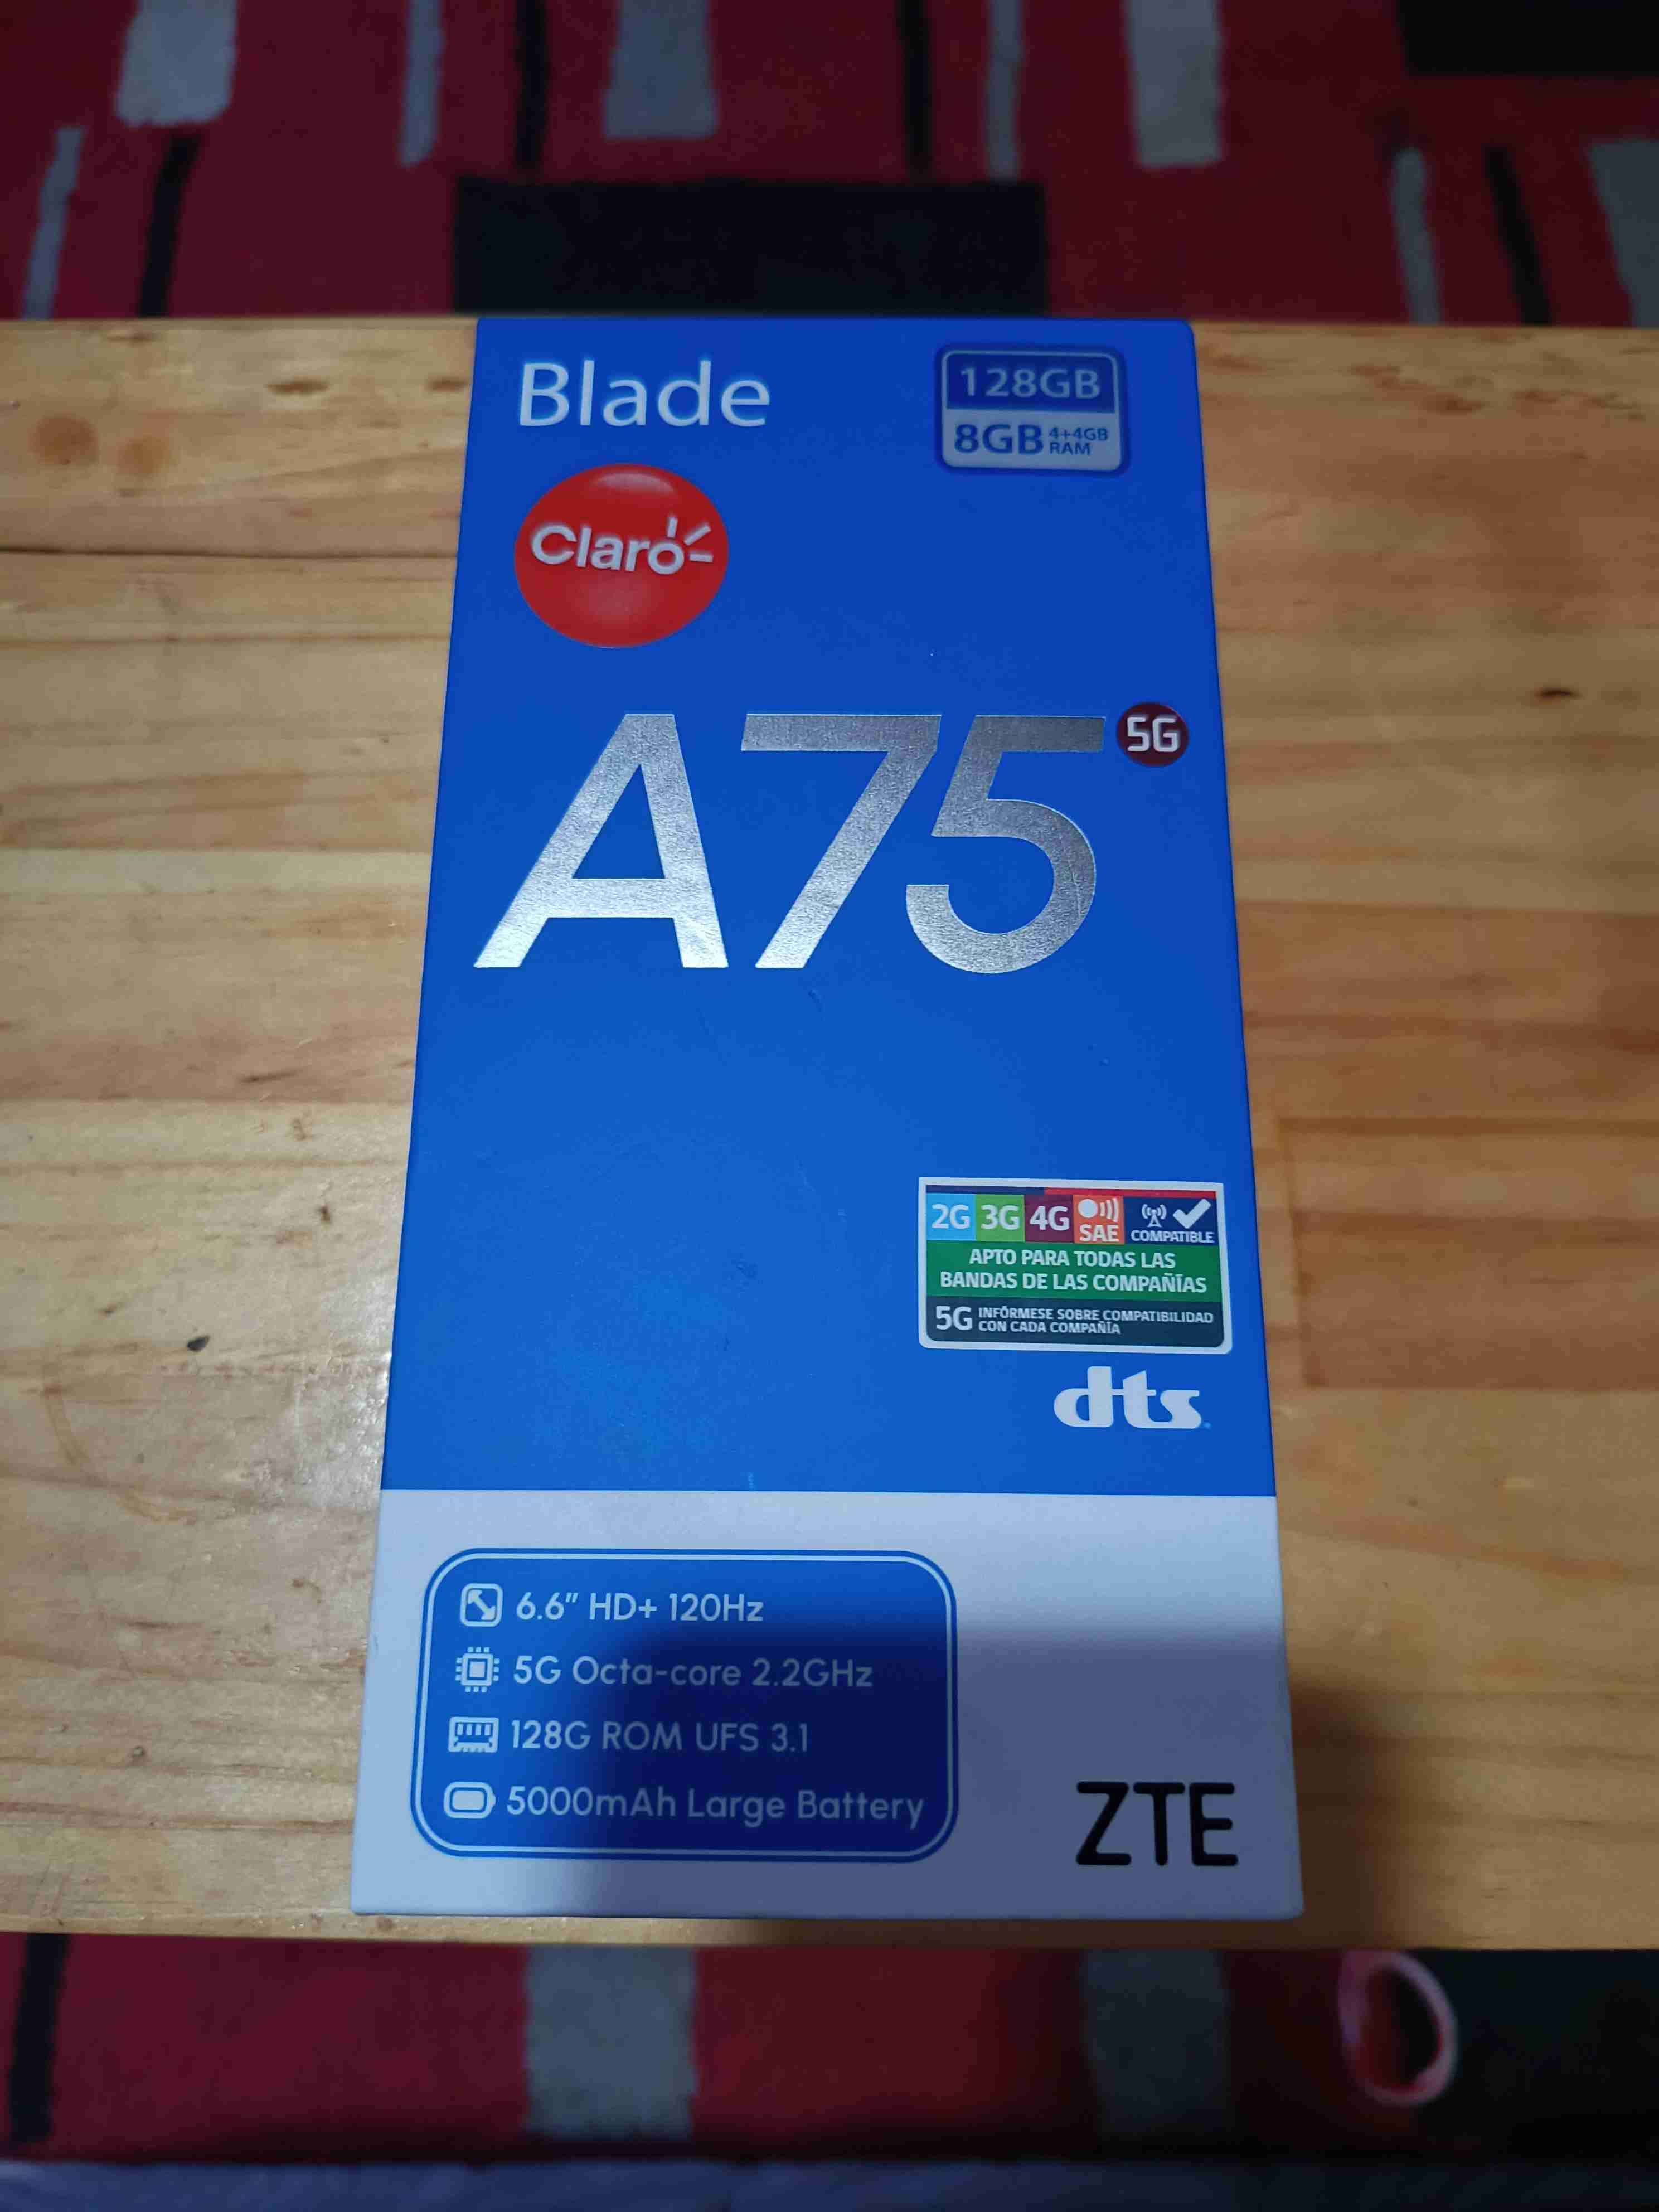 Blade
128GB
8GB 4+4GB RAM
Claro
A75 5G
2G 3G 4G SAE COMPATIBLE
APTO PARA TODAS LAS
BANDAS DE LAS COMPAÑÍAS
5G INFÓRMESE SOBRE COMPATIBILIDAD
CON CADA COMPAÑÍA
dts
6.6” HD+ 120Hz
5G Octa-core 2.2GHz
128G ROM UFS 3.1
5000mAh Large Battery
ZTE